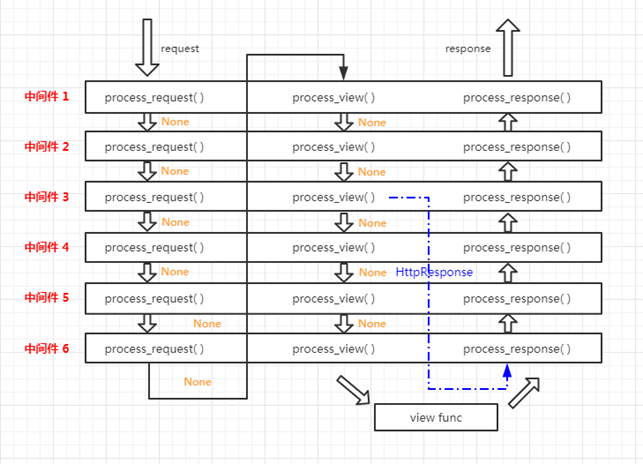 request response
中间件 1 process_request( ) process_view( ) process_response( )
None None
中间件 2 process_request( ) process_view( ) process_response( )
None None
中间件 3 process_request( ) process_view( ) process_response( )
None None
中间件 4 process_request( ) process_view( ) process_response( )
None None HttpResponse
中间件 5 process_request( ) process_view( ) process_response( )
None None
中间件 6 process_request( ) process_view( ) process_response( )
None
view func